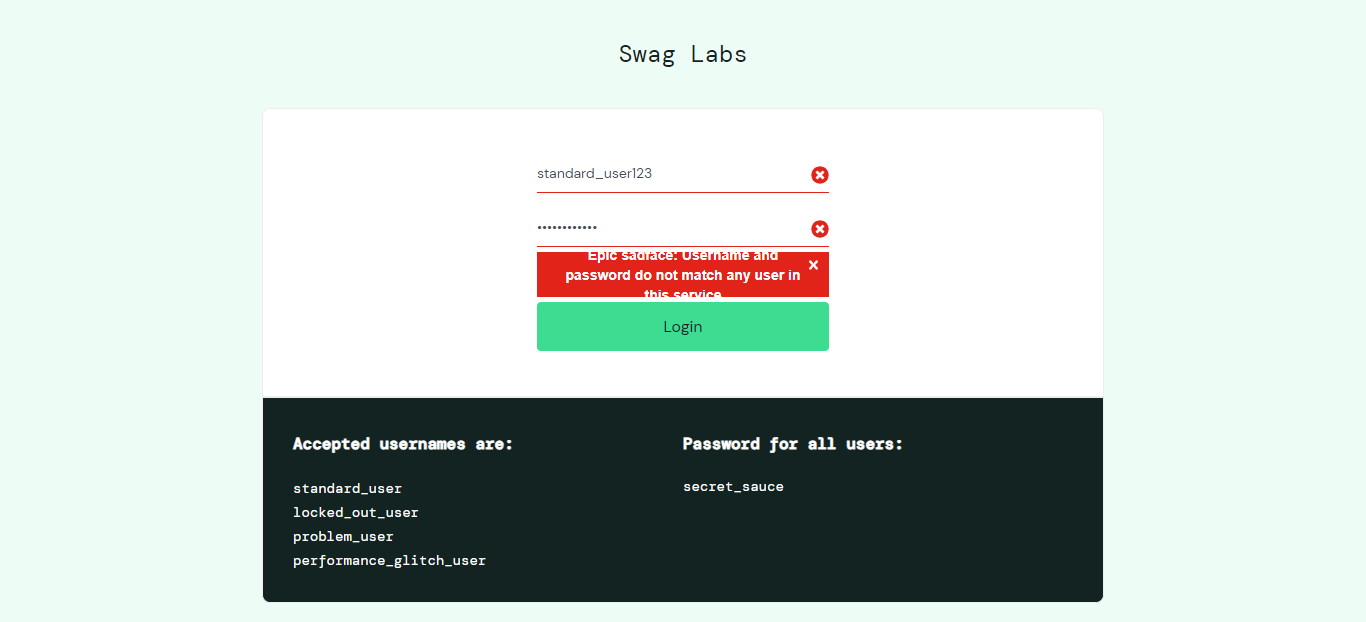 Swag Labs
standard_user123
••••••••••••
Epic sadface: Username and
password do not match any user in
this service
Login
Accepted usernames are:
standard_user
locked_out_user
problem_user
performance_glitch_user
Password for all users:
secret_sauce